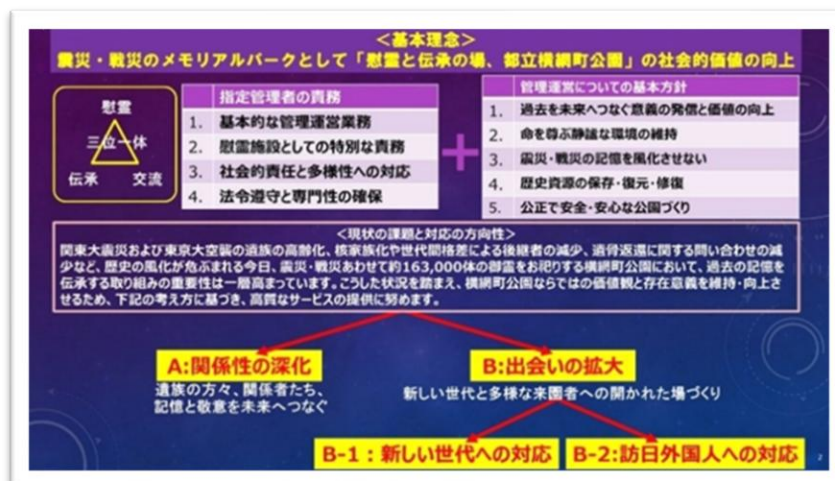 <基本理念>
震災・戦災のメモリアルパークとして「慰霊と伝承の場、都立横網町公園」の社会的価値の向上
慰霊
三位一体
伝承 交流
指定管理者の責務
1. 基本的な管理運営業務
2. 慰霊施設としての特別な責務
3. 社会的責任と多様性への対応
4. 法令遵守と専門性の確保
+
管理運営についての基本方針
1. 過去を未来へつなぐ意義の発信と価値の向上
2. 命を尊ぶ静謐な環境の維持
3. 震災・戦災の記憶を風化させない
4. 歴史資源の保存・復元・修復
5. 公正で安全・安心な公園づくり
<現状の課題と対応の方向性>
関東大震災および東京大空襲の遺族の高齢化、核家族化や世代間格差による後継者の減少、遺骨返還に関する問い合わせの減
少など、歴史の風化が危ぶまれる今日、震災・戦災あわせて約163,000体の御霊をお祀りする横網町公園において、過去の記憶を
伝承する取り組みの重要性は一層高まっています。こうした状況を踏まえ、横網町公園ならではの価値観と存在意義を維持・向上さ
せるため、下記の考え方に基づき、高質なサービスの提供に努めます。
A:関係性の深化
遺族の方々、関係者たち、
記憶と敬意を未来へつなぐ
B:出会いの拡大
新しい世代と多様な来園者への開かれた場づくり
B-1:新しい世代への対応
B-2:訪日外国人への対応
2